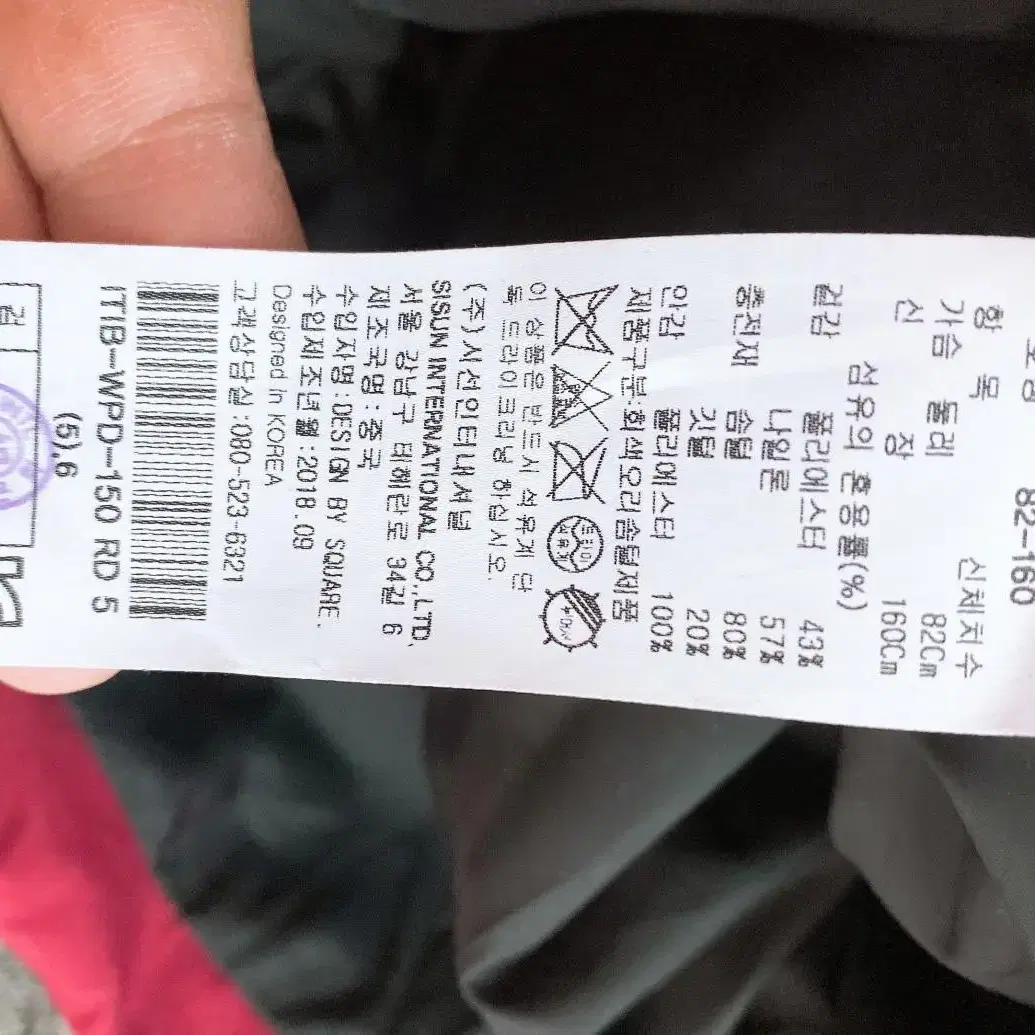 호칭 82-160
항 목 신체치수
가슴 둘레 82Cm
신 장 160Cm
섬유의 혼용률(%)
겉감 폴리에스터 43%
나일론 57%
충전재 솜털 80%
깃털 20%
안감 폴리에스터 100%
제품구분:회색오리솜털제품
이 상품은 반드시 석유계 단
독 드라이크리닝 하십시오.
(주)시선인터내셔널
SISUN INTERNATIONAL CO.,LTD.
서울 강남구 테헤란로 34길 6
제조국명:중국
수입자명:DESIGN BY SQUARE.
수입제조년월:2018.09
Designed in KOREA
고객상담실:080-523-6321
ITIB-WPD-150 RD 5
(5),6
검